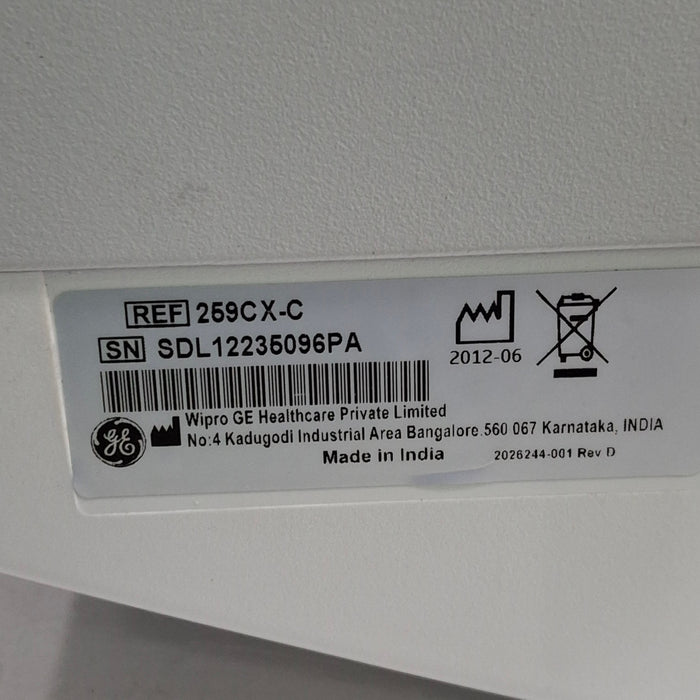 REF 259CX-C
SN SDL12235096PA
2012-06
GE
Wipro GE Healthcare Private Limited
No:4 Kadugodi Industrial Area Bangalore.560 067 Karnataka, INDIA
Made in India
2026244-001 Rev D